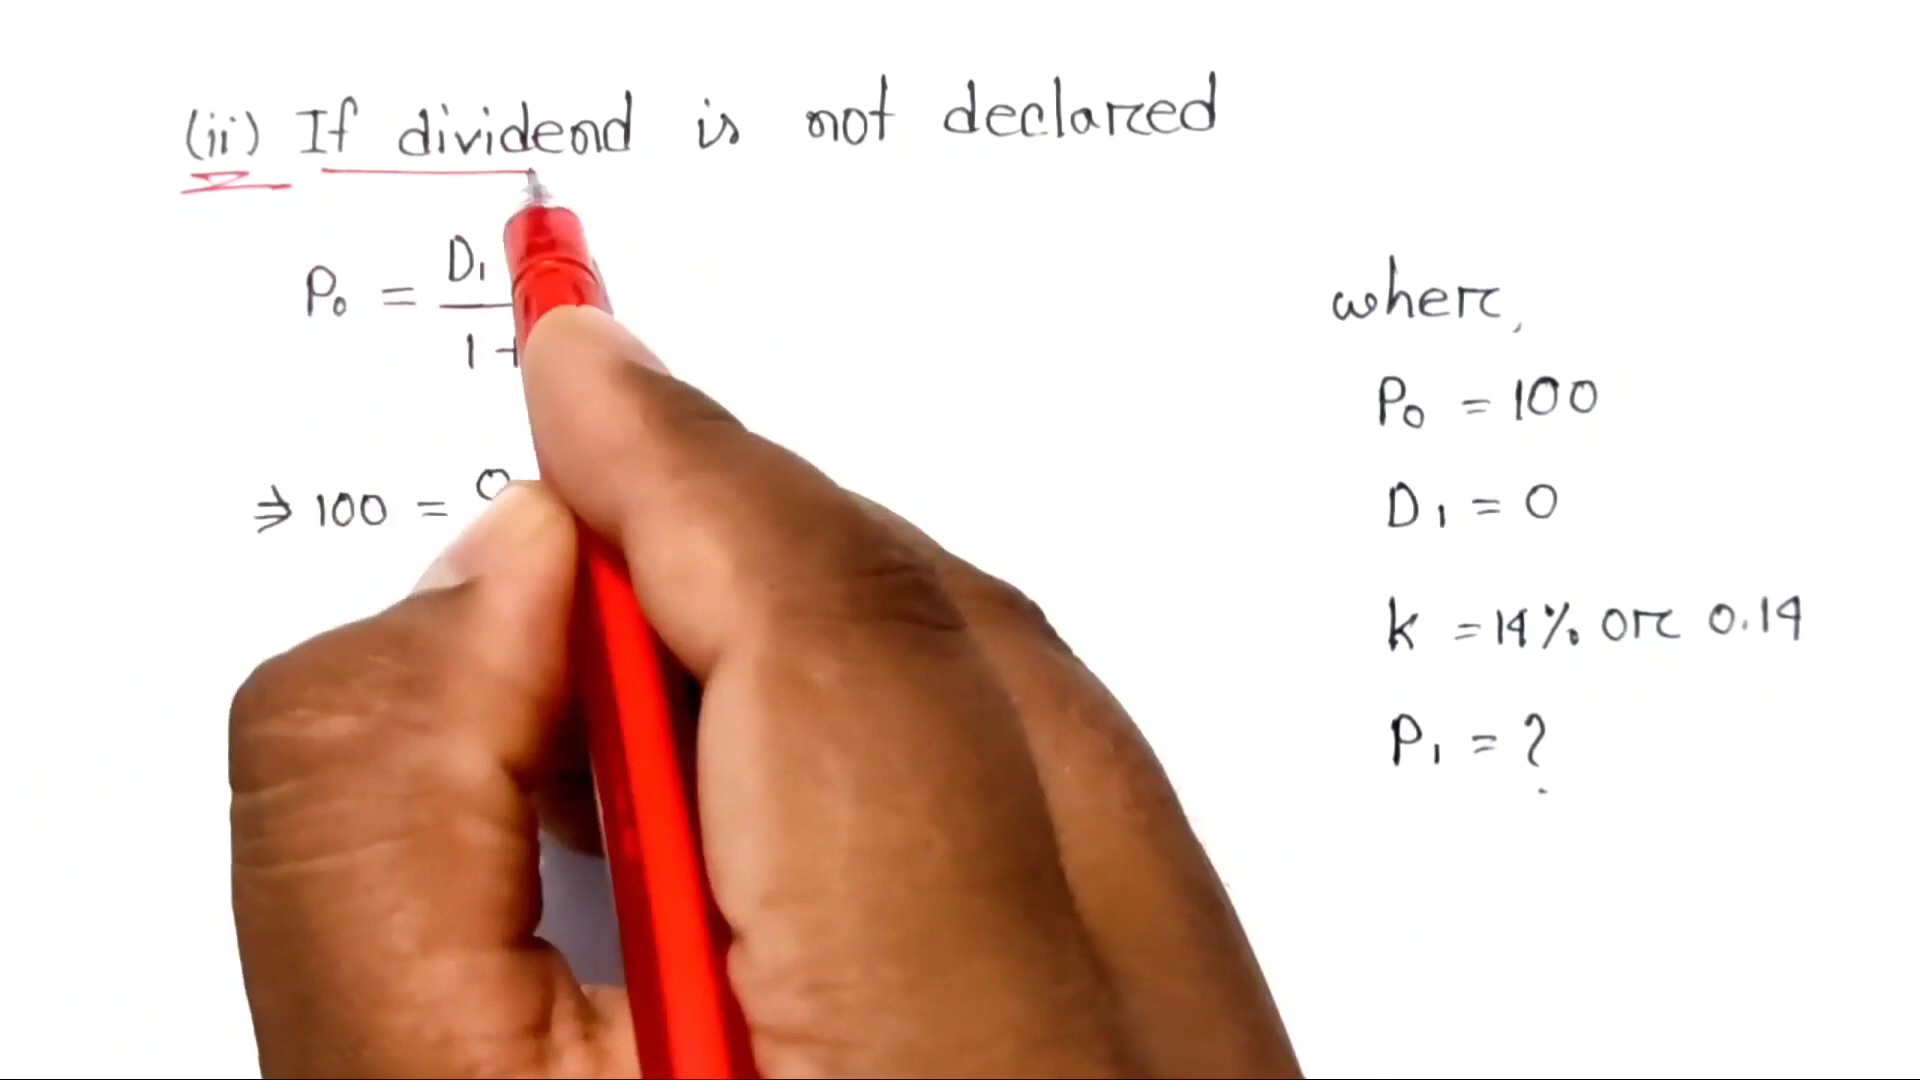 (ii) If dividend is not declared
P₀ = D₁
1 +
⇒ 100 = 0
where,
P₀ = 100
D₁ = 0
k = 14% or 0.14
P₁ = ?